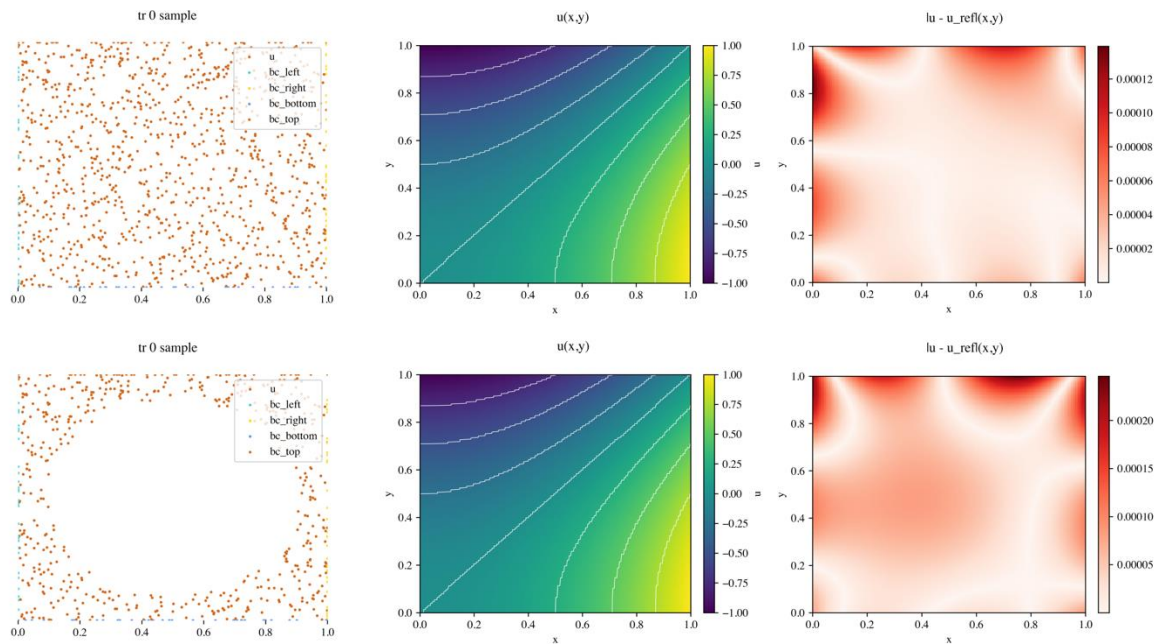 tr 0 sample
u
bc_left
bc_right
bc_bottom
bc_top
0.0 0.2 0.4 0.6 0.8 1.0
u(x,y)
1.0
0.8
0.6
0.4
0.2
0.0
y
0.0 0.2 0.4 0.6 0.8 1.0
x
1.00
0.75
0.50
0.25
0.00
−0.25
−0.50
−0.75
−1.00
u
|u - u_ref|(x,y)
1.0
0.8
0.6
0.4
0.2
0.0
y
0.0 0.2 0.4 0.6 0.8 1.0
x
0.00012
0.00010
0.00008
0.00006
0.00004
0.00002
tr 0 sample
u
bc_left
bc_right
bc_bottom
bc_top
0.0 0.2 0.4 0.6 0.8 1.0
u(x,y)
1.0
0.8
0.6
0.4
0.2
0.0
y
0.0 0.2 0.4 0.6 0.8 1.0
x
1.00
0.75
0.50
0.25
0.00
−0.25
−0.50
−0.75
−1.00
u
|u - u_ref|(x,y)
1.0
0.8
0.6
0.4
0.2
0.0
y
0.0 0.2 0.4 0.6 0.8 1.0
x
0.00020
0.00015
0.00010
0.00005